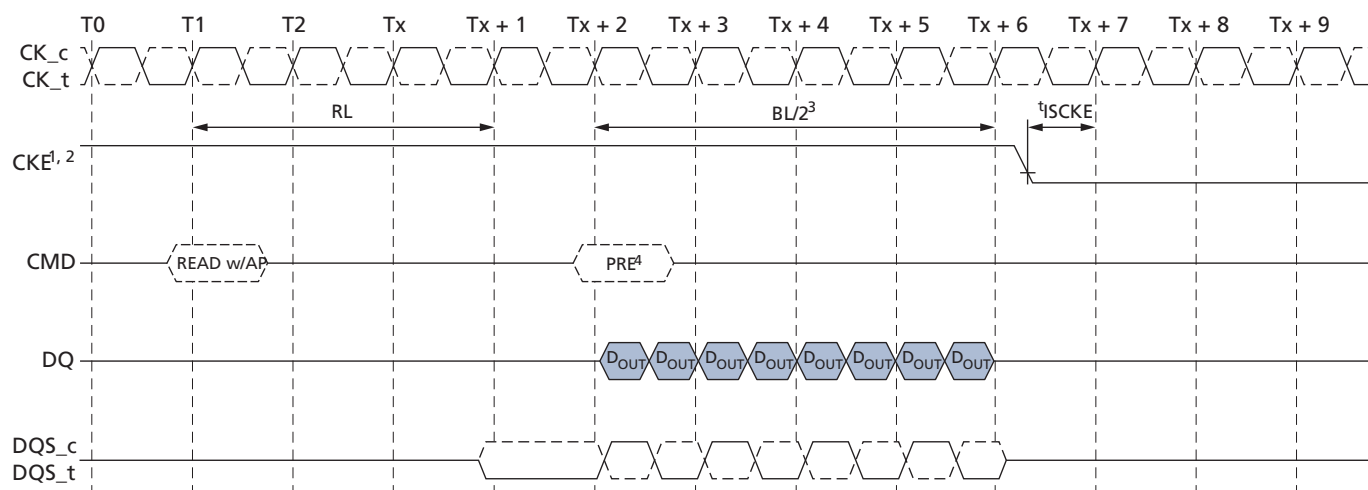 T0 T1 T2 Tx Tx + 1 Tx + 2 Tx + 3 Tx + 4 Tx + 5 Tx + 6 Tx + 7 Tx + 8 Tx + 9
CK_c
CK_t
RL BL/2³ ᵗISCKE
CKE¹, ²
CMD READ w/AP PRE⁴
DQ DOUT DOUT DOUT DOUT DOUT DOUT DOUT DOUT
DQS_c
DQS_t